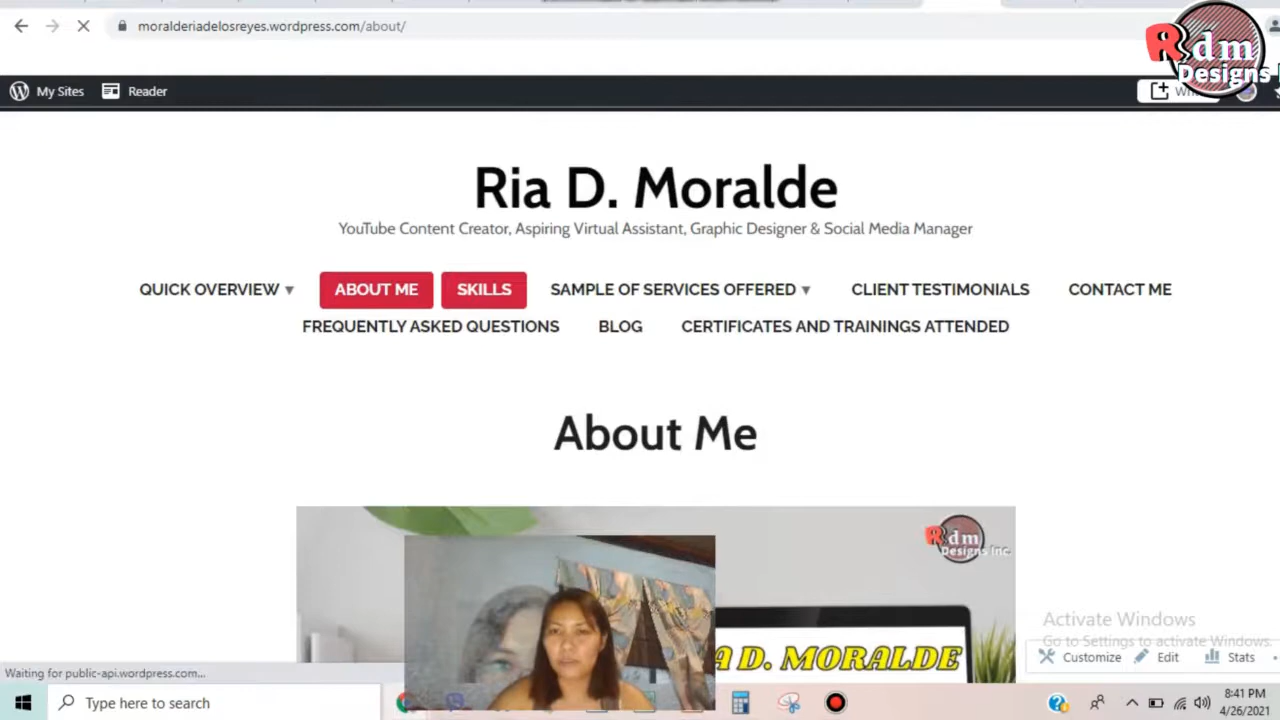 moralderiadelosreyes.wordpress.com/about/
Rdm
Designs
My Sites
Reader
Ria D. Moralde
YouTube Content Creator, Aspiring Virtual Assistant, Graphic Designer & Social Media Manager
QUICK OVERVIEW ▾ ABOUT ME SKILLS SAMPLE OF SERVICES OFFERED ▾ CLIENT TESTIMONIALS CONTACT ME
FREQUENTLY ASKED QUESTIONS BLOG CERTIFICATES AND TRAININGS ATTENDED
About Me
Rdm
Designs Inc.
D. MORALDE
Activate Windows
Go to Settings to activate Windows.
Customize Edit Stats
Waiting for public-api.wordpress.com...
Type here to search
8:41 PM
4/26/2021